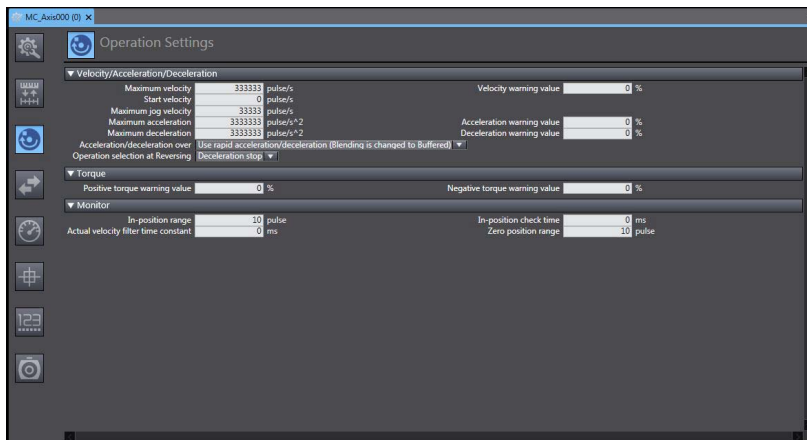 MC_Axis000 (0) ×
Operation Settings
▼ Velocity/Acceleration/Deceleration
Maximum velocity 333333 pulse/s Velocity warning value 0 %
Start velocity 0 pulse/s
Maximum jog velocity 33333 pulse/s
Maximum acceleration 3333333 pulse/s^2 Acceleration warning value 0 %
Maximum deceleration 3333333 pulse/s^2 Deceleration warning value 0 %
Acceleration/deceleration over Use rapid acceleration/deceleration (Blending is changed to Buffered) ▼
Operation selection at Reversing Deceleration stop ▼
▼ Torque
Positive torque warning value 0 % Negative torque warning value 0 %
▼ Monitor
In-position range 10 pulse In-position check time 0 ms
Actual velocity filter time constant 0 ms Zero position range 10 pulse
123